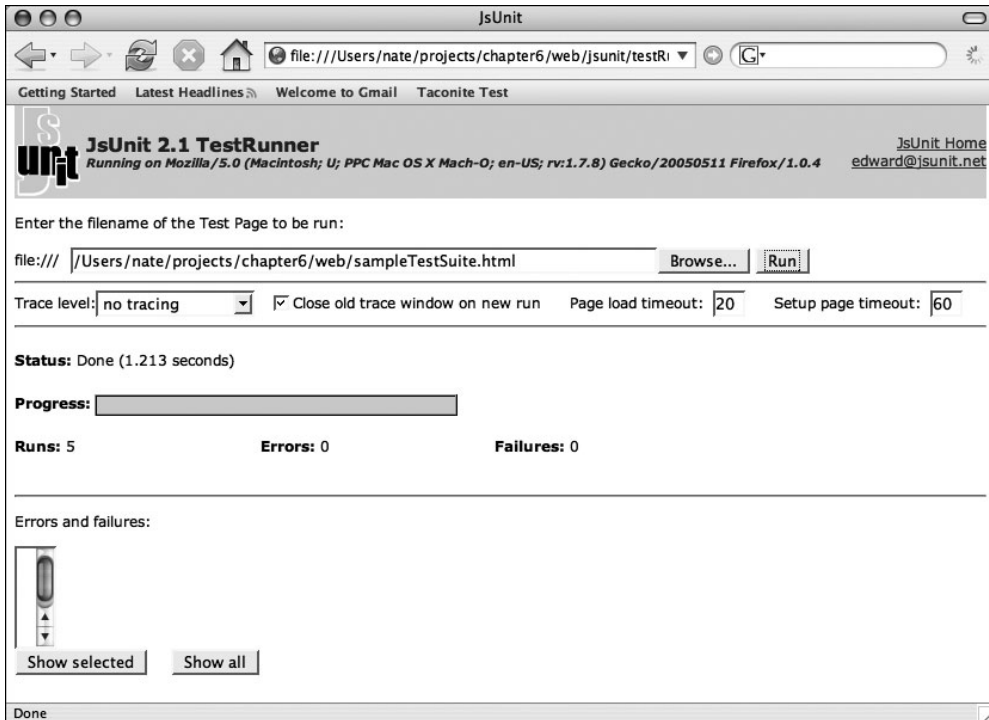 JsUnit
file:///Users/nate/projects/chapter6/web/jsunit/testRu
G
Getting Started Latest Headlines Welcome to Gmail Taconite Test
JS
Unit
JsUnit 2.1 TestRunner
Running on Mozilla/5.0 (Macintosh; U; PPC Mac OS X Mach-O; en-US; rv:1.7.8) Gecko/20050511 Firefox/1.0.4
JsUnit Home
edward@jsunit.net
Enter the filename of the Test Page to be run:
file:/// /Users/nate/projects/chapter6/web/sampleTestSuite.html Browse... Run
Trace level: no tracing Close old trace window on new run Page load timeout: 20 Setup page timeout: 60
Status: Done (1.213 seconds)
Progress:
Runs: 5 Errors: 0 Failures: 0
Errors and failures:
Show selected Show all
Done